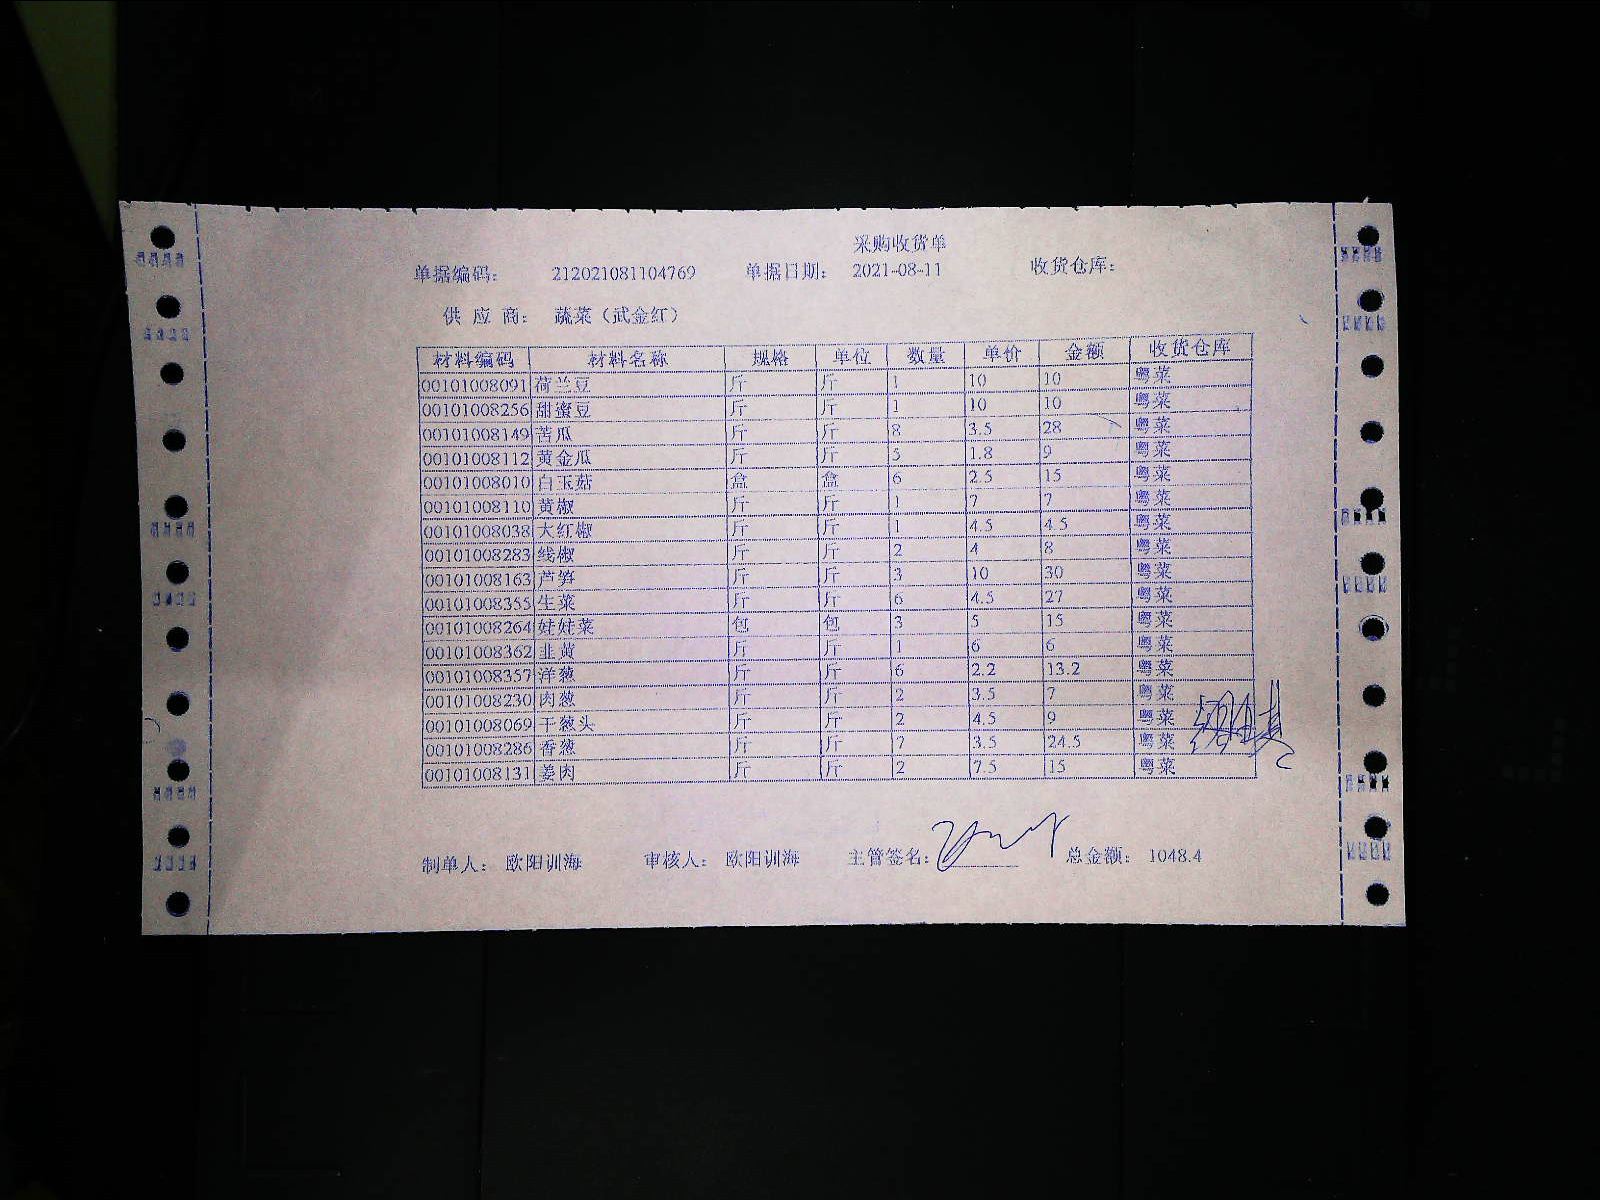 采购收货单
单据编码: 212021081104769 单据日期: 2021-08-11 收货仓库:
供 应 商: 蔬菜（武金红）
材料编码 材料名称 规格 单位 数量 单价 金额 收货仓库
00101008091 荷兰豆 斤 斤 1 10 10 粤菜
00101008256 甜蜜豆 斤 斤 1 10 10 粤菜
00101008149 苦瓜 斤 斤 8 3.5 28 粤菜
00101008112 黄金瓜 斤 斤 5 1.8 9 粤菜
00101008010 白玉菇 盒 盒 6 2.5 15 粤菜
00101008110 黄椒 斤 斤 1 7 7 粤菜
00101008038 大红椒 斤 斤 1 4.5 4.5 粤菜
00101008283 线椒 斤 斤 2 4 8 粤菜
00101008163 芦笋 斤 斤 3 10 30 粤菜
00101008355 生菜 斤 斤 6 4.5 27 粤菜
00101008264 娃娃菜 包 包 3 5 15 粤菜
00101008362 韭黄 斤 斤 1 6 6 粤菜
00101008357 洋葱 斤 斤 6 2.2 13.2 粤菜
00101008230 肉葱 斤 斤 2 3.5 7 粤菜
00101008069 干葱头 斤 斤 2 4.5 9 粤菜
00101008286 香葱 斤 斤 7 3.5 24.5 粤菜
00101008131 姜肉 斤 斤 2 7.5 15 粤菜
制单人: 欧阳训海 审核人: 欧阳训海 主管签名: 总金额: 1048.4